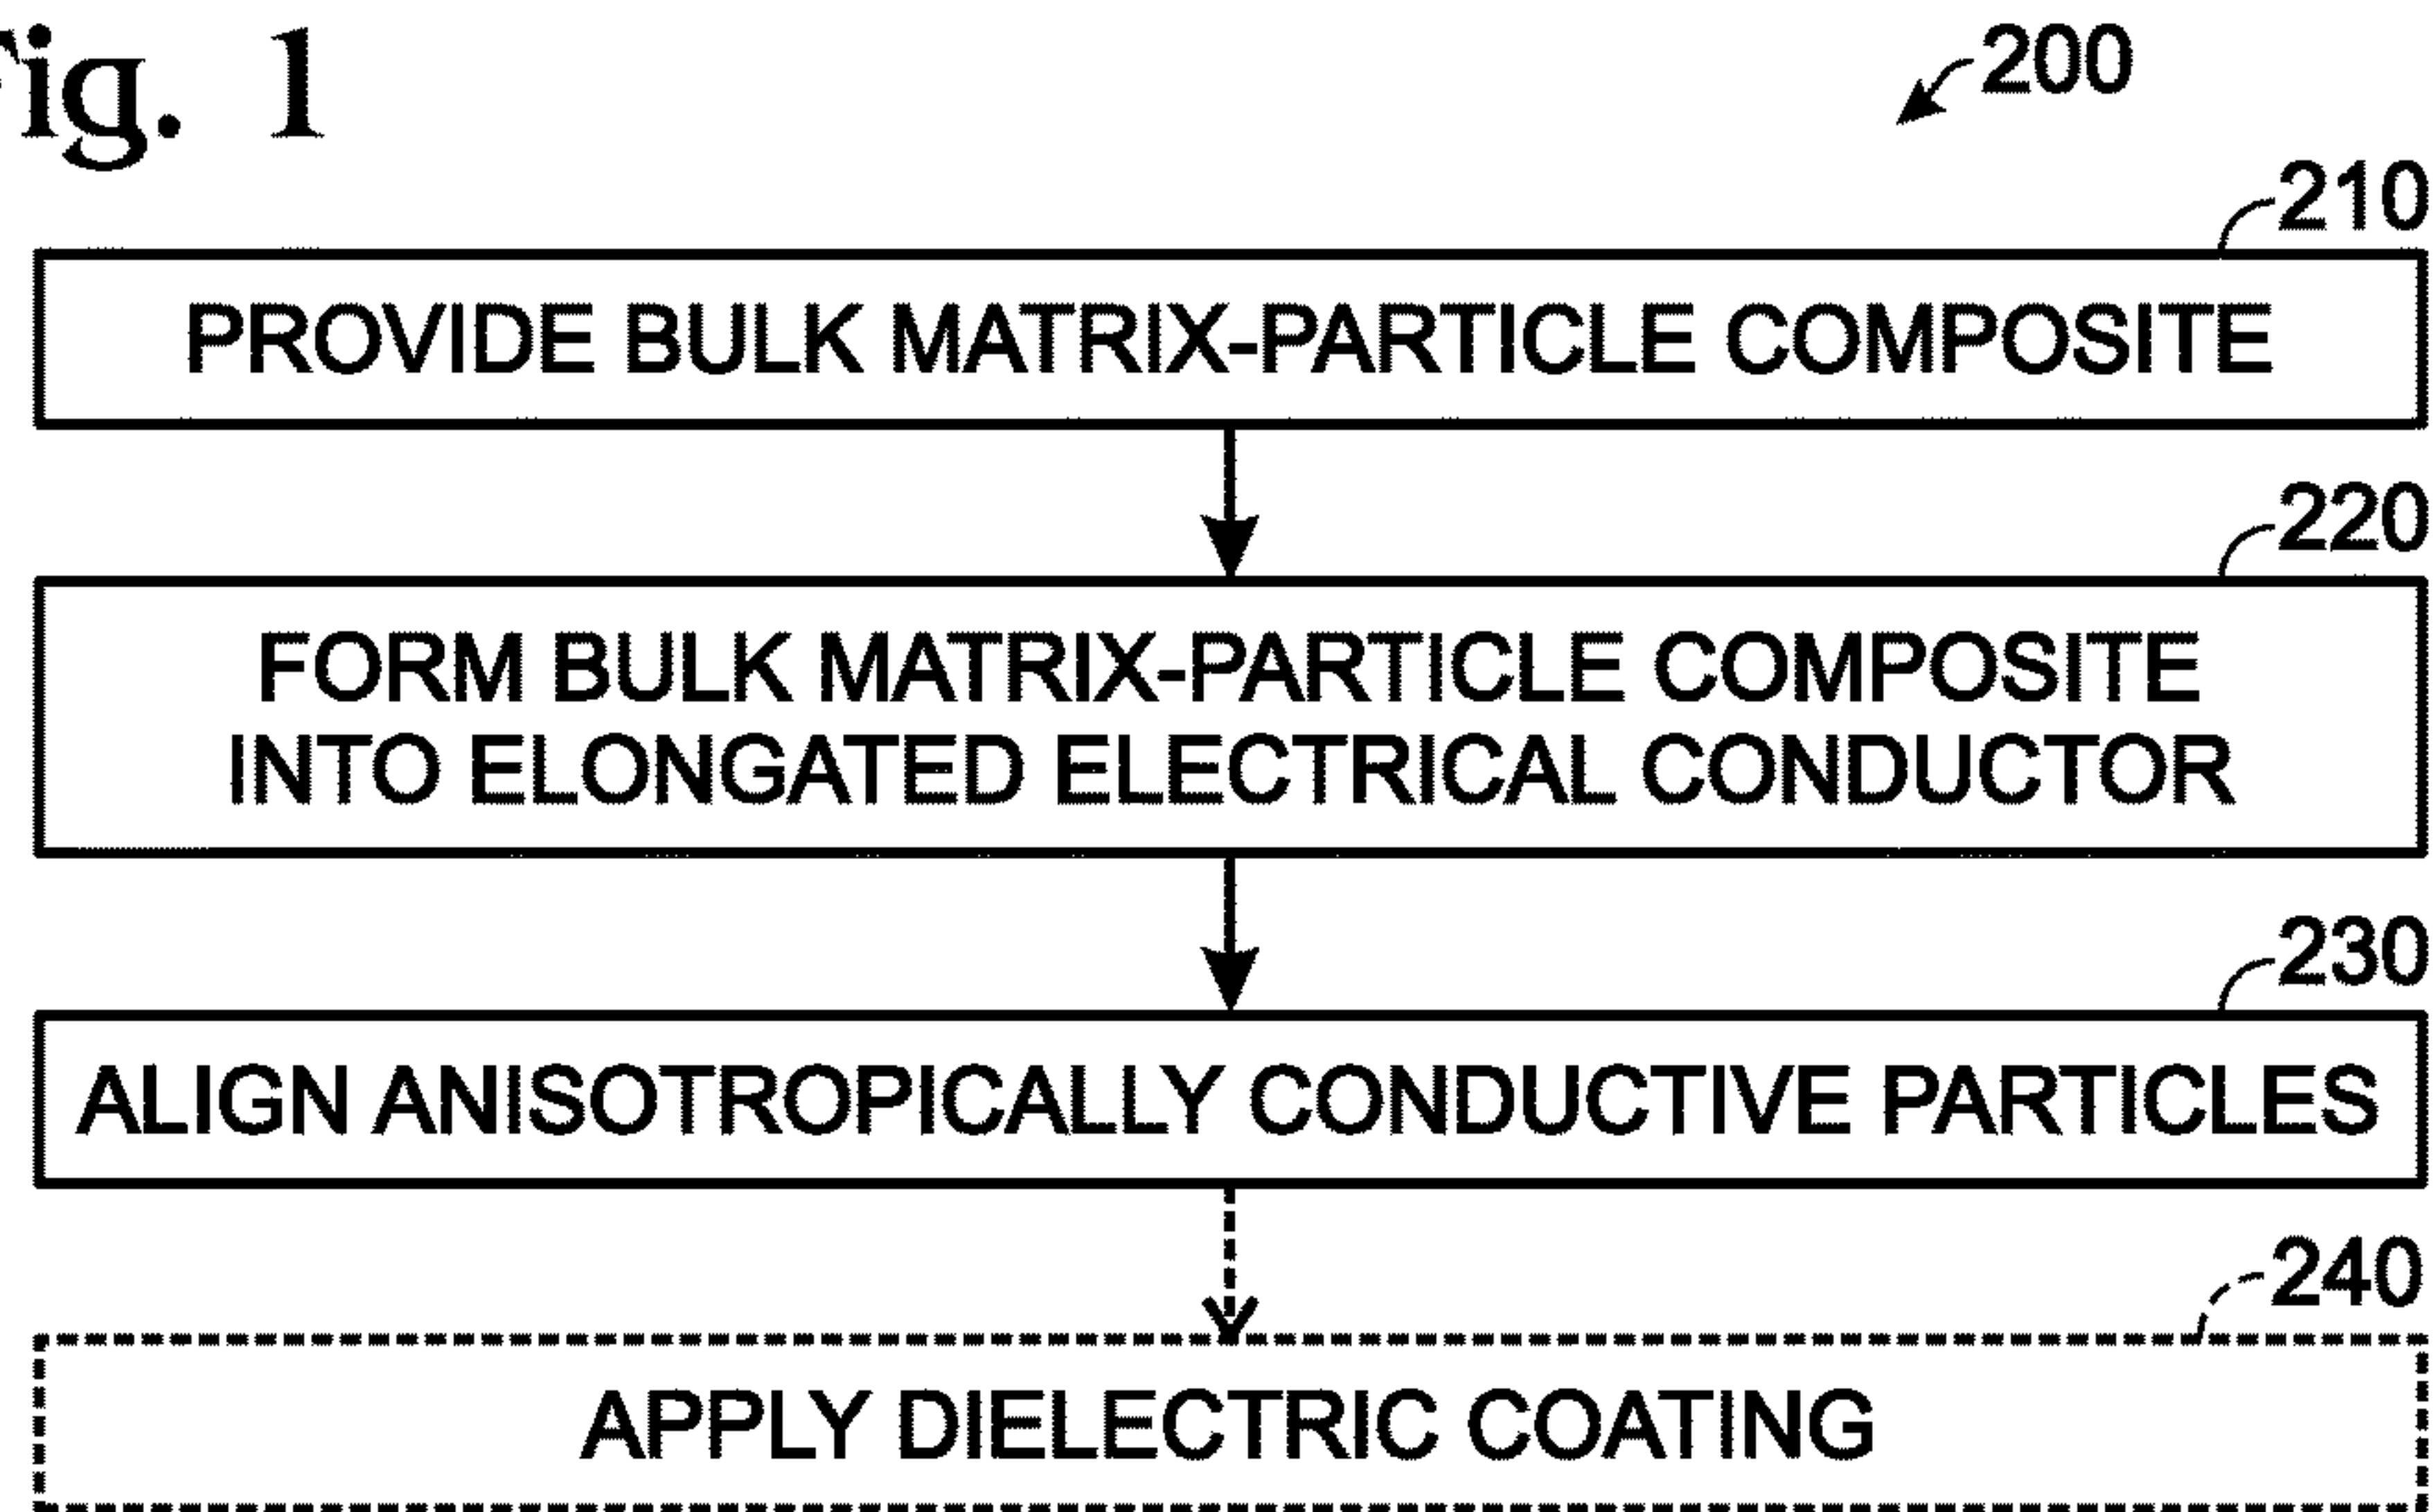 Fig. 1
200
210
PROVIDE BULK MATRIX-PARTICLE COMPOSITE
220
FORM BULK MATRIX-PARTICLE COMPOSITE
INTO ELONGATED ELECTRICAL CONDUCTOR
230
ALIGN ANISOTROPICALLY CONDUCTIVE PARTICLES
240
APPLY DIELECTRIC COATING